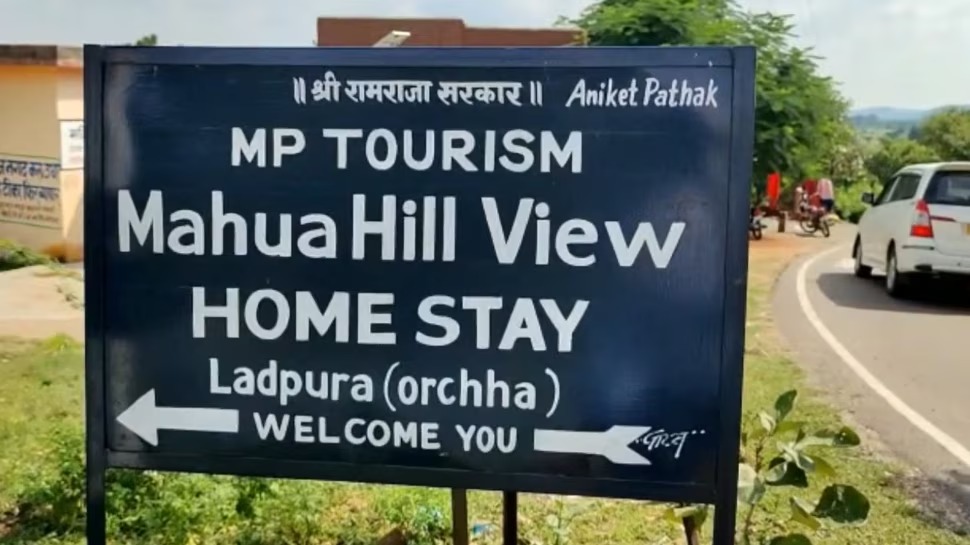 ॥ श्री रामराजा सरकार ॥ Aniket Pathak
MP TOURISM
Mahua Hill View
HOME STAY
Ladpura (orchha)
WELCOME YOU